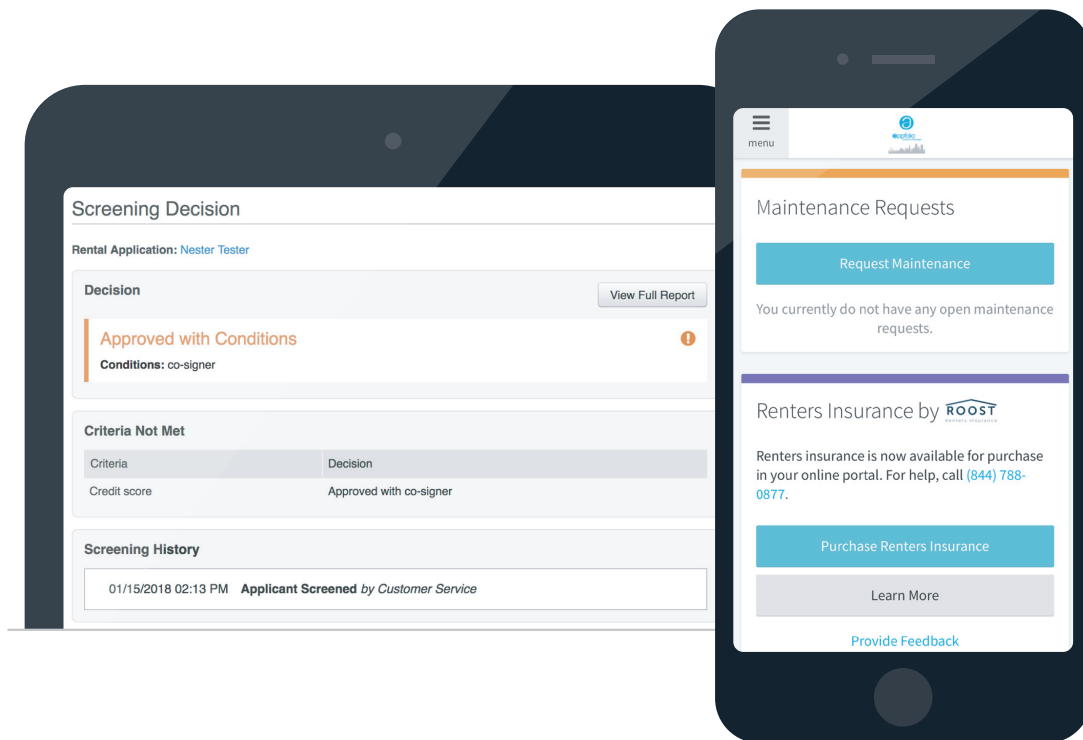 Screening Decision
Rental Application: Nester Tester
Decision
View Full Report
Approved with Conditions
Conditions: co-signer
Criteria Not Met
Criteria Decision
Credit score Approved with co-signer
Screening History
01/15/2018 02:13 PM Applicant Screened by Customer Service
menu
appfolio
Maintenance Requests
Request Maintenance
You currently do not have any open maintenance
requests.
Renters Insurance by ROOST
Renters Insurance
Renters insurance is now available for purchase
in your online portal. For help, call (844) 788-
0877.
Purchase Renters Insurance
Learn More
Provide Feedback